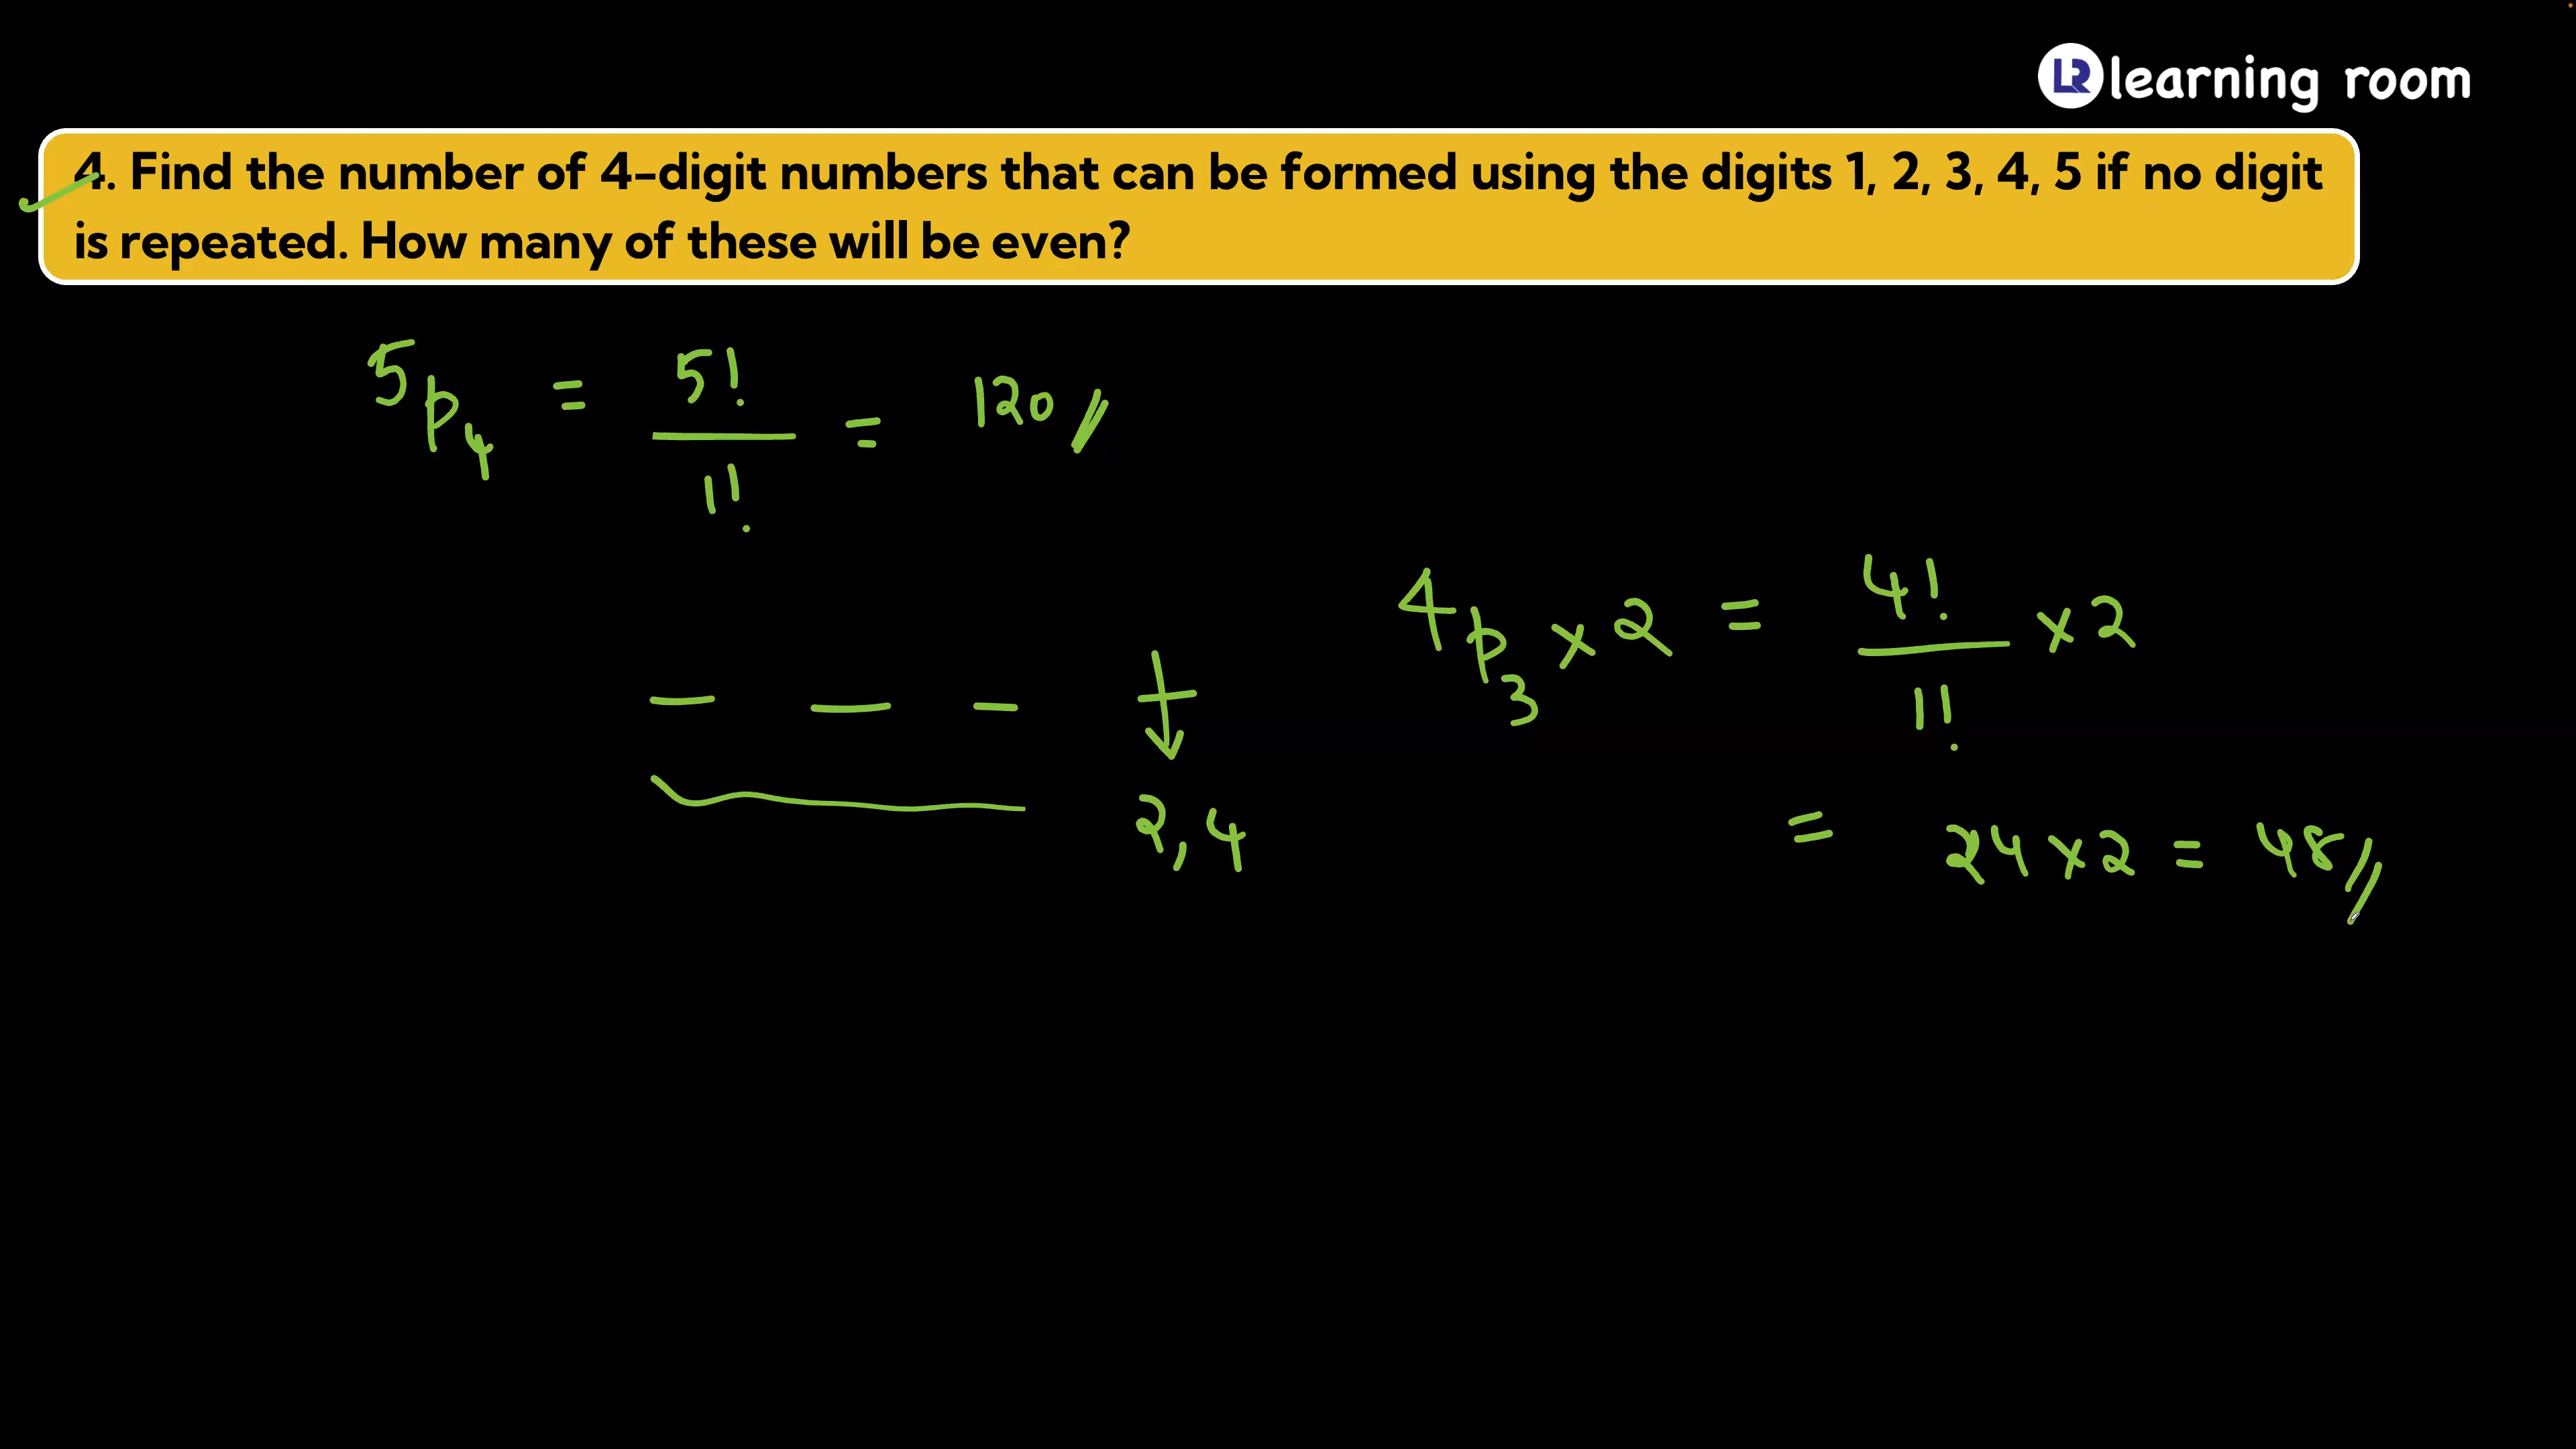 LR learning room
4. Find the number of 4-digit numbers that can be formed using the digits 1, 2, 3, 4, 5 if no digit
is repeated. How many of these will be even?
5p4 = 5!/1! = 120//
4p3 × 2 = 4!/1! × 2
2, 4
= 24 × 2 = 48//